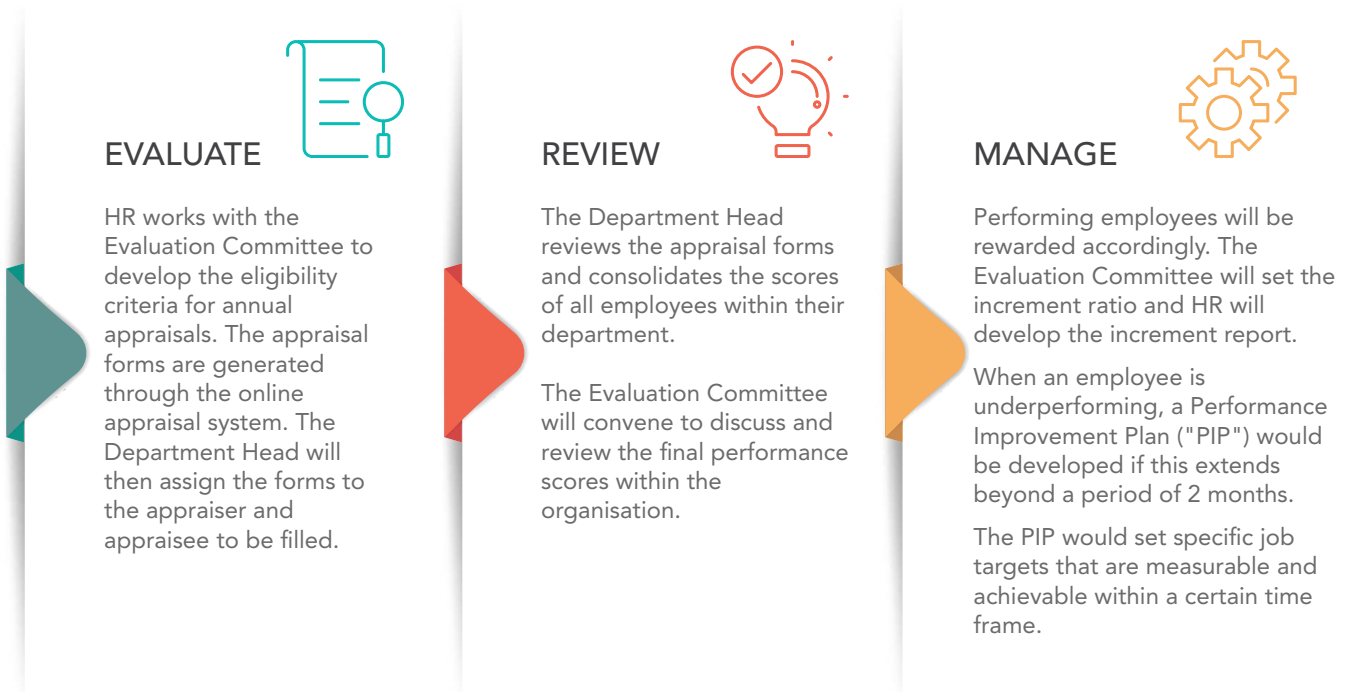 EVALUATE
HR works with the
Evaluation Committee to
develop the eligibility
criteria for annual
appraisals. The appraisal
forms are generated
through the online
appraisal system. The
Department Head will
then assign the forms to
the appraiser and
appraisee to be filled.
REVIEW
The Department Head
reviews the appraisal forms
and consolidates the scores
of all employees within their
department.
The Evaluation Committee
will convene to discuss and
review the final performance
scores within the
organisation.
MANAGE
Performing employees will be
rewarded accordingly. The
Evaluation Committee will set the
increment ratio and HR will
develop the increment report.
When an employee is
underperforming, a Performance
Improvement Plan ("PIP") would
be developed if this extends
beyond a period of 2 months.
The PIP would set specific job
targets that are measurable and
achievable within a certain time
frame.